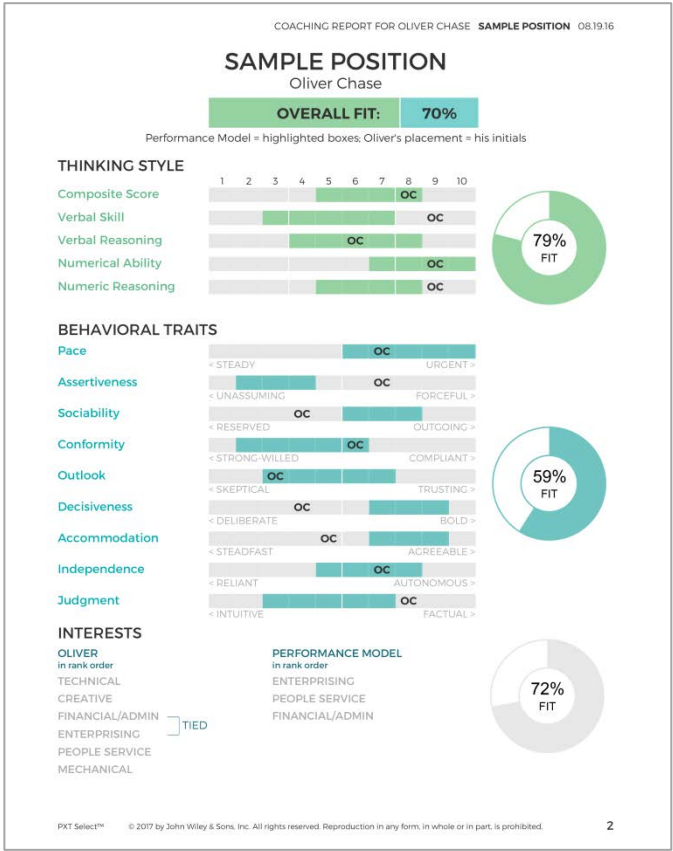 COACHING REPORT FOR OLIVER CHASE SAMPLE POSITION 08.19.16
SAMPLE POSITION
Oliver Chase
OVERALL FIT: 70%
Performance Model = highlighted boxes; Oliver's placement = his initials
THINKING STYLE
1 2 3 4 5 6 7 8 9 10
Composite Score OC
Verbal Skill OC
Verbal Reasoning OC
Numerical Ability OC
Numeric Reasoning OC
79%
FIT
BEHAVIORAL TRAITS
Pace OC
< STEADY URGENT >
Assertiveness OC
< UNASSUMING FORCEFUL >
Sociability OC
< RESERVED OUTGOING >
Conformity OC
< STRONG-WILLED COMPLIANT >
Outlook OC
< SKEPTICAL TRUSTING >
Decisiveness OC
< DELIBERATE BOLD >
Accommodation OC
< STEADFAST AGREEABLE >
Independence OC
< RELIANT AUTONOMOUS >
Judgment OC
< INTUITIVE FACTUAL >
59%
FIT
INTERESTS
OLIVER
in rank order
TECHNICAL
CREATIVE
FINANCIAL/ADMIN
ENTERPRISING
TIED
PEOPLE SERVICE
MECHANICAL
PERFORMANCE MODEL
in rank order
ENTERPRISING
PEOPLE SERVICE
FINANCIAL/ADMIN
72%
FIT
PXT Select™ © 2017 by John Wiley & Sons, Inc. All rights reserved. Reproduction in any form, in whole or in part, is prohibited. 2